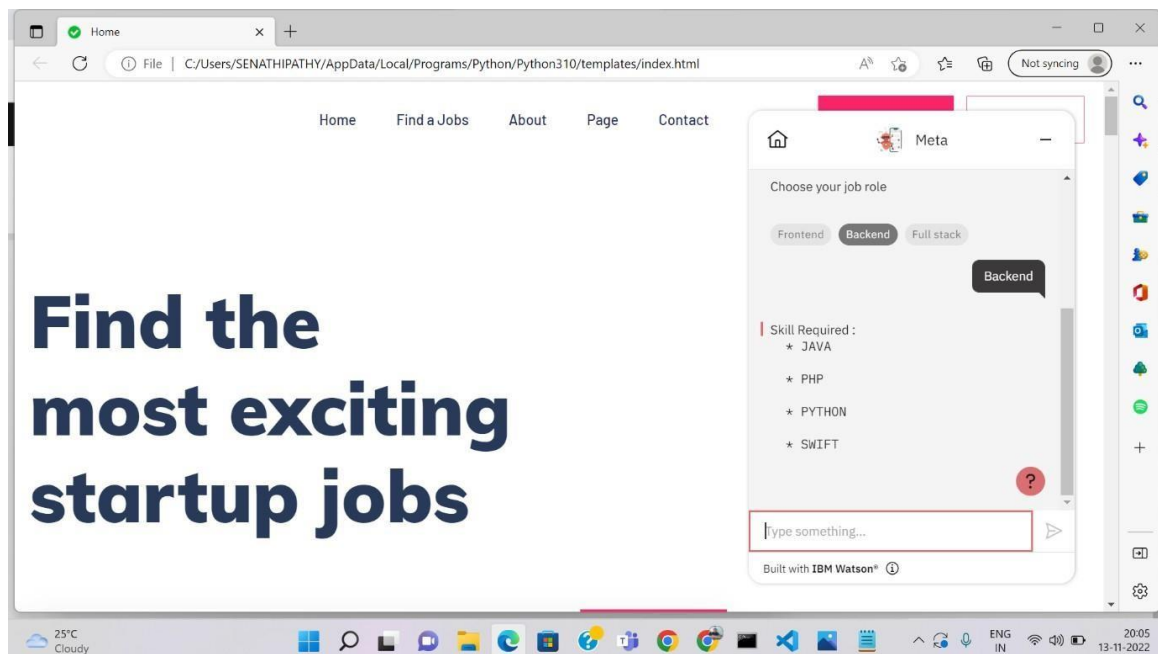 Home
File | C:/Users/SENATHIPATHY/AppData/Local/Programs/Python/Python310/templates/index.html
Not syncing
Home Find a Jobs About Page Contact
Meta
Choose your job role
Frontend Backend Full stack
Backend
Find the
most exciting
startup jobs
Skill Required :
* JAVA
* PHP
* PYTHON
* SWIFT
?
Type something...
Built with IBM Watson®
25°C
Cloudy
ENG
IN
20:05
13-11-2022